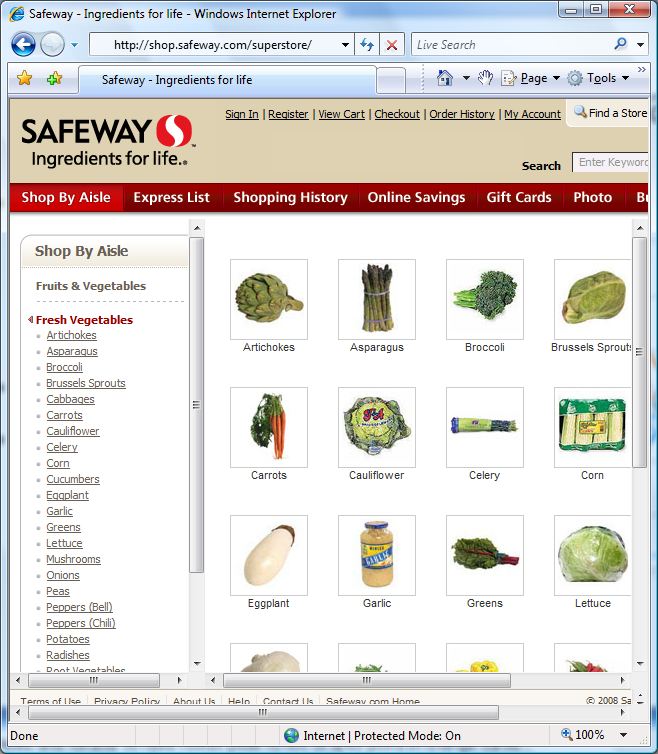 Safeway - Ingredients for life - Windows Internet Explorer
http://shop.safeway.com/superstore/
Live Search
Safeway - Ingredients for life
Page
Tools
Sign In | Register | View Cart | Checkout | Order History | My Account
Find a Store
SAFEWAY
Ingredients for life.
Search
Enter Keywor
Shop By Aisle Express List Shopping History Online Savings Gift Cards Photo
Shop By Aisle
Fruits & Vegetables
Fresh Vegetables
Artichokes
Asparagus
Broccoli
Brussels Sprouts
Cabbages
Carrots
Cauliflower
Celery
Corn
Cucumbers
Eggplant
Garlic
Greens
Lettuce
Mushrooms
Onions
Peas
Peppers (Bell)
Peppers (Chili)
Potatoes
Radishes
Root Vegetables
Artichokes Asparagus Broccoli Brussels Sprouts
Carrots Cauliflower Celery Corn
Eggplant Garlic Greens Lettuce
GARLIC
Terms of Use | Privacy Policy | About Us | Help | Contact Us | Safeway.com Home
© 2008 Sa
Done
Internet | Protected Mode: On
100%